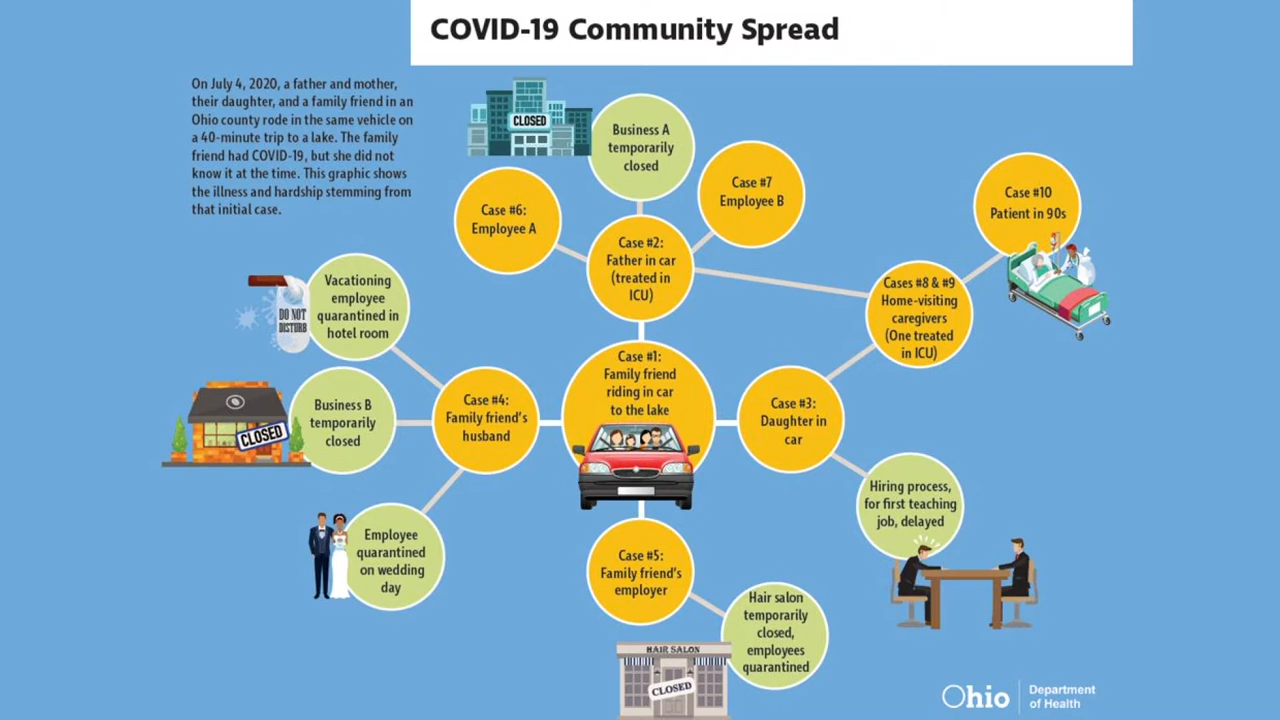 COVID-19 Community Spread
On July 4, 2020, a father and mother,
their daughter, and a family friend in an
Ohio county rode in the same vehicle on
a 40-minute trip to a lake. The family
friend had COVID-19, but she did not
know it at the time. This graphic shows
the illness and hardship stemming from
that initial case.
CLOSED
Business A
temporarily
closed
Case #7
Employee B
Case #6:
Employee A
Case #2:
Father in car
(treated in
ICU)
Case #10
Patient in 90s
Cases #8 & #9
Home-visiting
caregivers
(One treated
in ICU)
Vacationing
employee
quarantined in
hotel room
DO NOT
DISTURB
Case #1:
Family friend
riding in car
to the lake
Case #4:
Family friend's
husband
Business B
temporarily
closed
CLOSED
Case #3:
Daughter in
car
Hiring process,
for first teaching
job, delayed
Employee
quarantined
on wedding
day
Case #5:
Family friend's
employer
Hair salon
temporarily
closed,
employees
quarantined
HAIR SALON
CLOSED
Ohio
Department
of Health